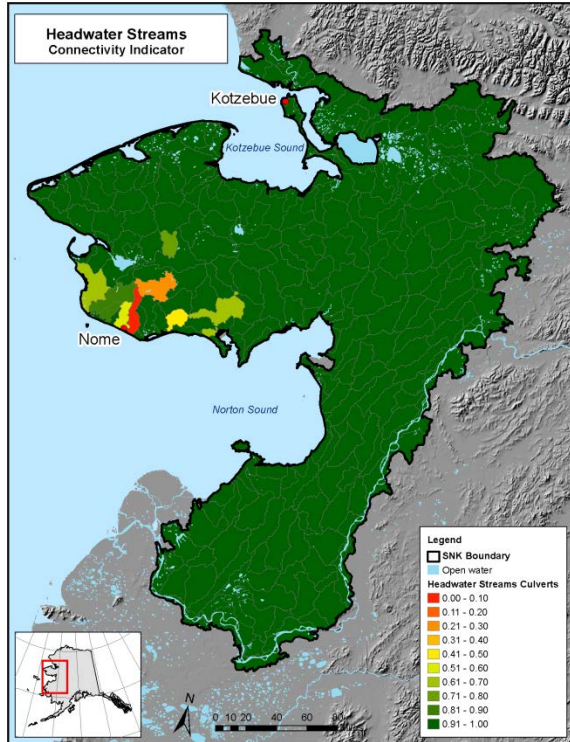 Headwater Streams
Connectivity Indicator
Kotzebue
Kotzebue Sound
Nome
Norton Sound
Legend
SNK Boundary
Open water
Headwater Streams Culverts
0.00 - 0.10
0.11 - 0.20
0.21 - 0.30
0.31 - 0.40
0.41 - 0.50
0.51 - 0.60
0.61 - 0.70
0.71 - 0.80
0.81 - 0.90
0.91 - 1.00
0 10 20 40 60 80